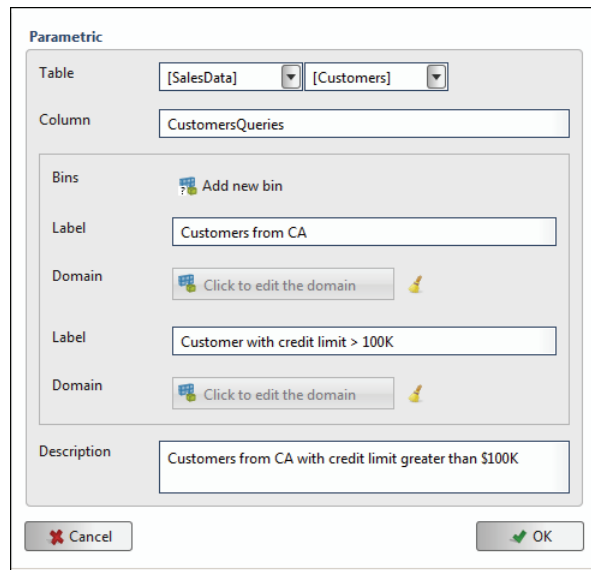 Parametric
Table [SalesData] [Customers]
Column CustomersQueries
Bins ? Add new bin
Label Customers from CA
Domain Click to edit the domain
Label Customer with credit limit > 100K
Domain Click to edit the domain
Description Customers from CA with credit limit greater than $100K
Cancel OK